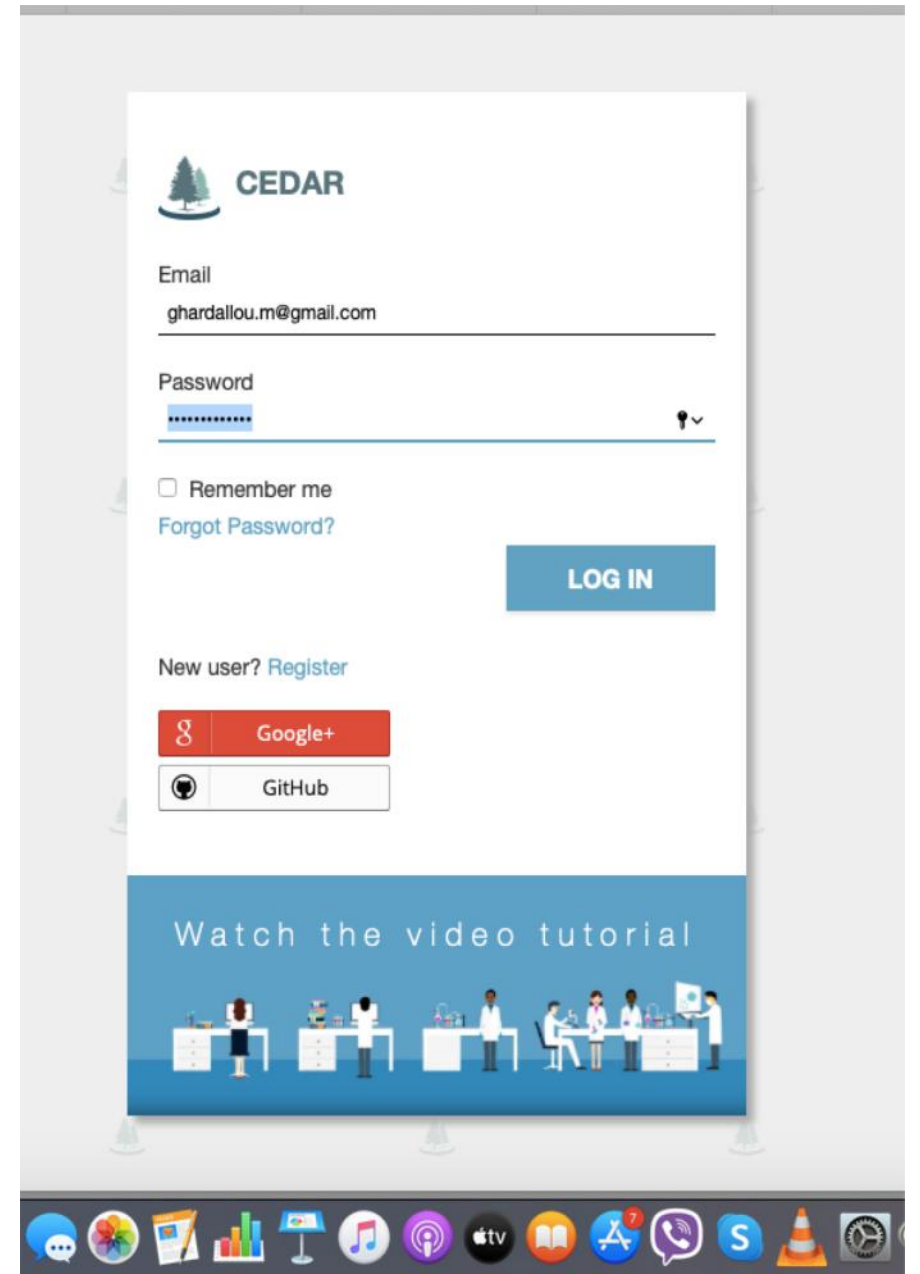 CEDAR
Email
ghardallou.m@gmail.com
Password
•••••••••••••
Remember me
Forgot Password?
LOG IN
New user? Register
g Google+
GitHub
Watch the video tutorial
tv
7
S